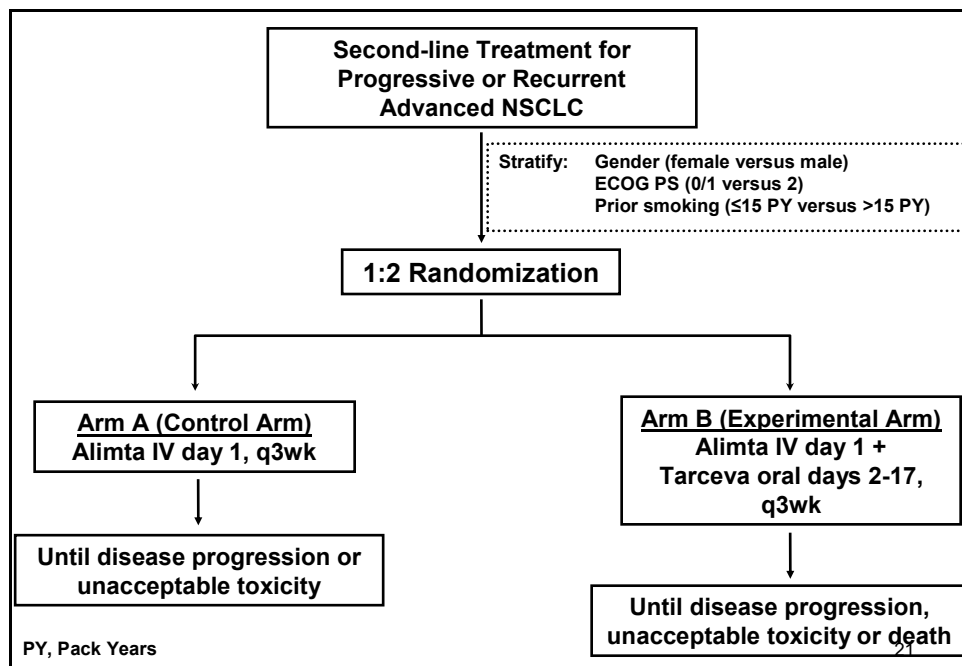 Second-line Treatment for
Progressive or Recurrent
Advanced NSCLC
Stratify: Gender (female versus male)
ECOG PS (0/1 versus 2)
Prior smoking (≤15 PY versus >15 PY)
1:2 Randomization
Arm A (Control Arm)
Alimta IV day 1, q3wk
Arm B (Experimental Arm)
Alimta IV day 1 +
Tarceva oral days 2-17,
q3wk
Until disease progression or
unacceptable toxicity
Until disease progression,
unacceptable toxicity or death
PY, Pack Years
21